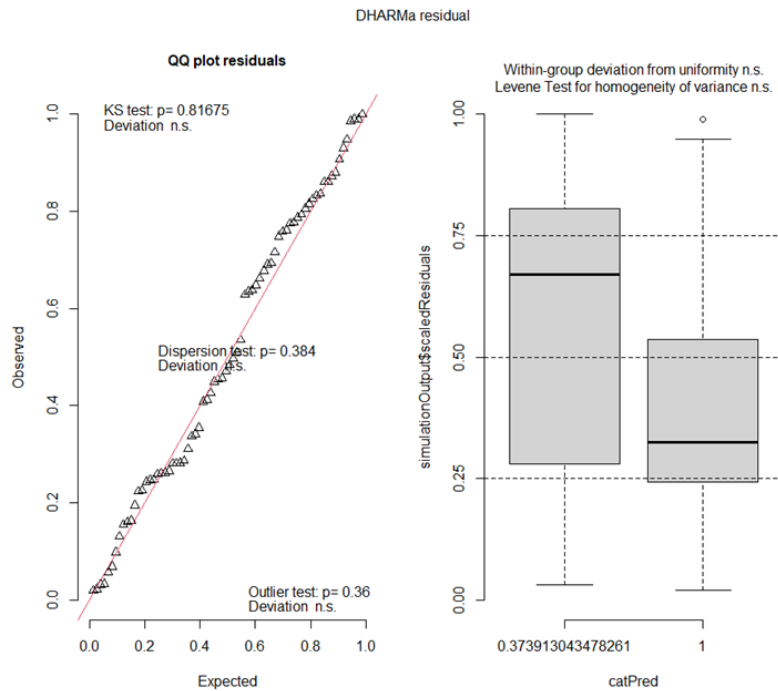 DHARMa residual
QQ plot residuals
KS test: p= 0.81675
Deviation n.s.
Dispersion test: p= 0.384
Deviation n.s.
Outlier test: p= 0.36
Deviation n.s.
Observed
0.0 0.2 0.4 0.6 0.8 1.0
0.0 0.2 0.4 0.6 0.8 1.0
Expected
Within-group deviation from uniformity n.s.
Levene Test for homogeneity of variance n.s.
simulationOutput$scaledResiduals
0.00 0.25 0.50 0.75 1.00
0.373913043478261 1
catPred